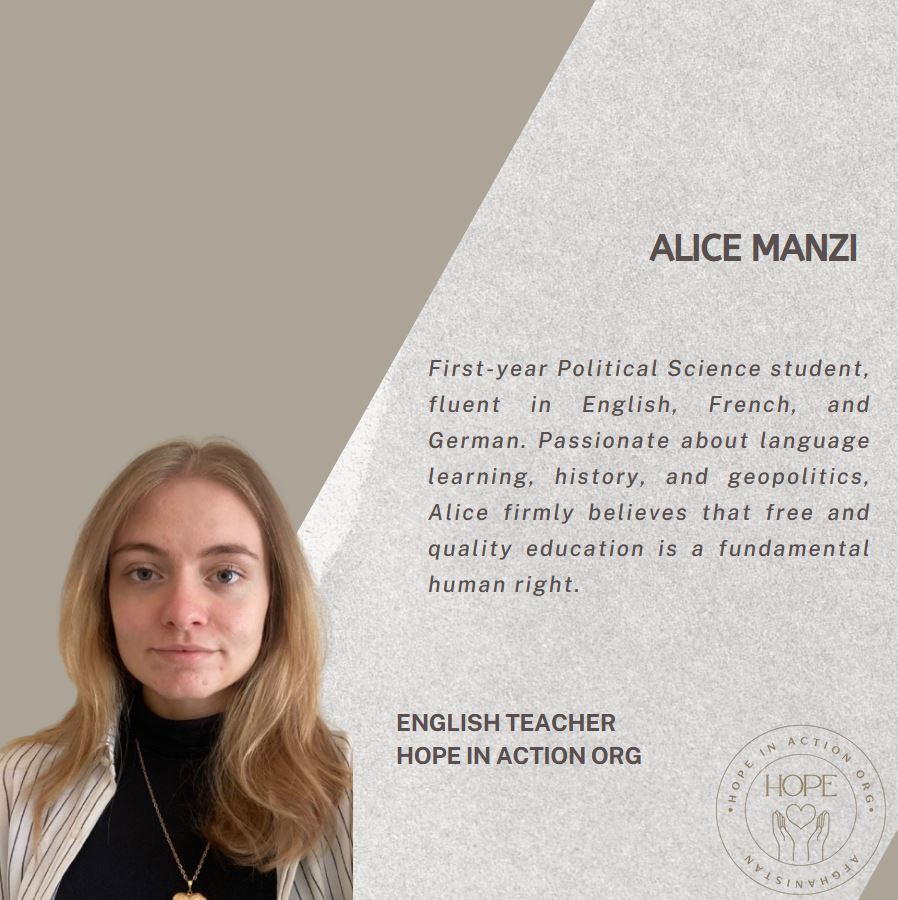 ALICE MANZI
First-year Political Science student,
fluent in English, French, and
German. Passionate about language
learning, history, and geopolitics,
Alice firmly believes that free and
quality education is a fundamental
human right.
ENGLISH TEACHER
HOPE IN ACTION ORG
•HOPE IN ACTION ORG•
HOPE
AFGHANISTAN